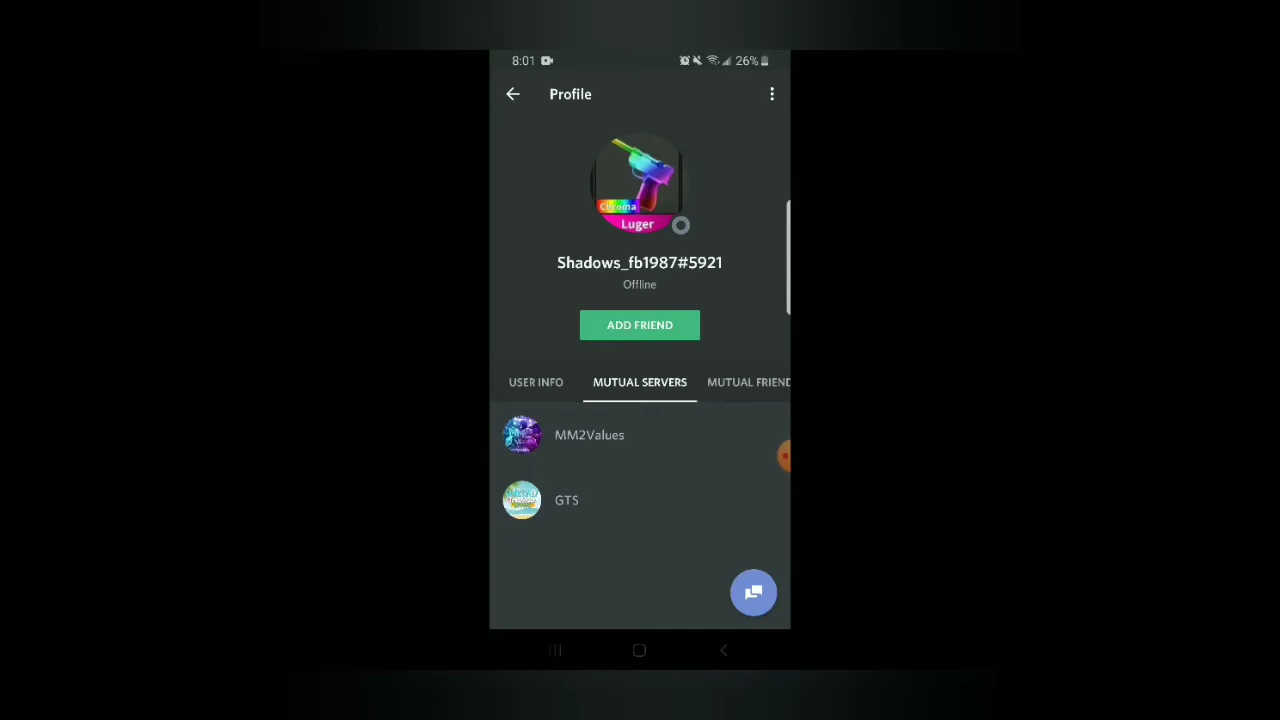 8:01
26%
Profile
Chroma
Luger
Shadows_fb1987#5921
Offline
ADD FRIEND
USER INFO
MUTUAL SERVERS
MUTUAL FRIEND
MM2Values
GTS